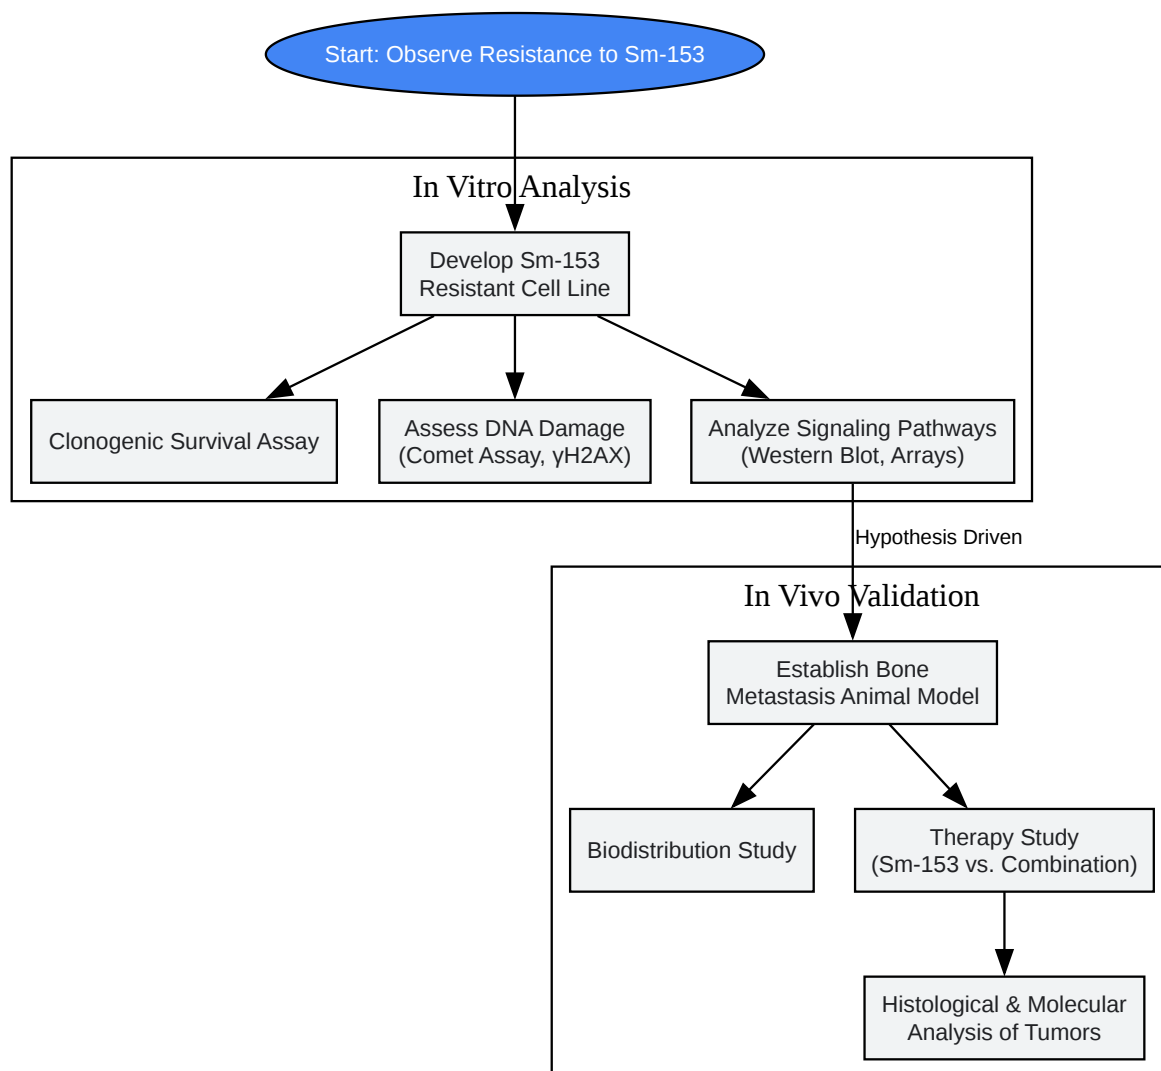 Start: Observe Resistance to Sm-153
In Vitro Analysis
Develop Sm-153
Resistant Cell Line
Clonogenic Survival Assay
Assess DNA Damage
(Comet Assay, γH2AX)
Analyze Signaling Pathways
(Western Blot, Arrays)
Hypothesis Driven
In Vivo Validation
Establish Bone
Metastasis Animal Model
Biodistribution Study
Therapy Study
(Sm-153 vs. Combination)
Histological & Molecular
Analysis of Tumors